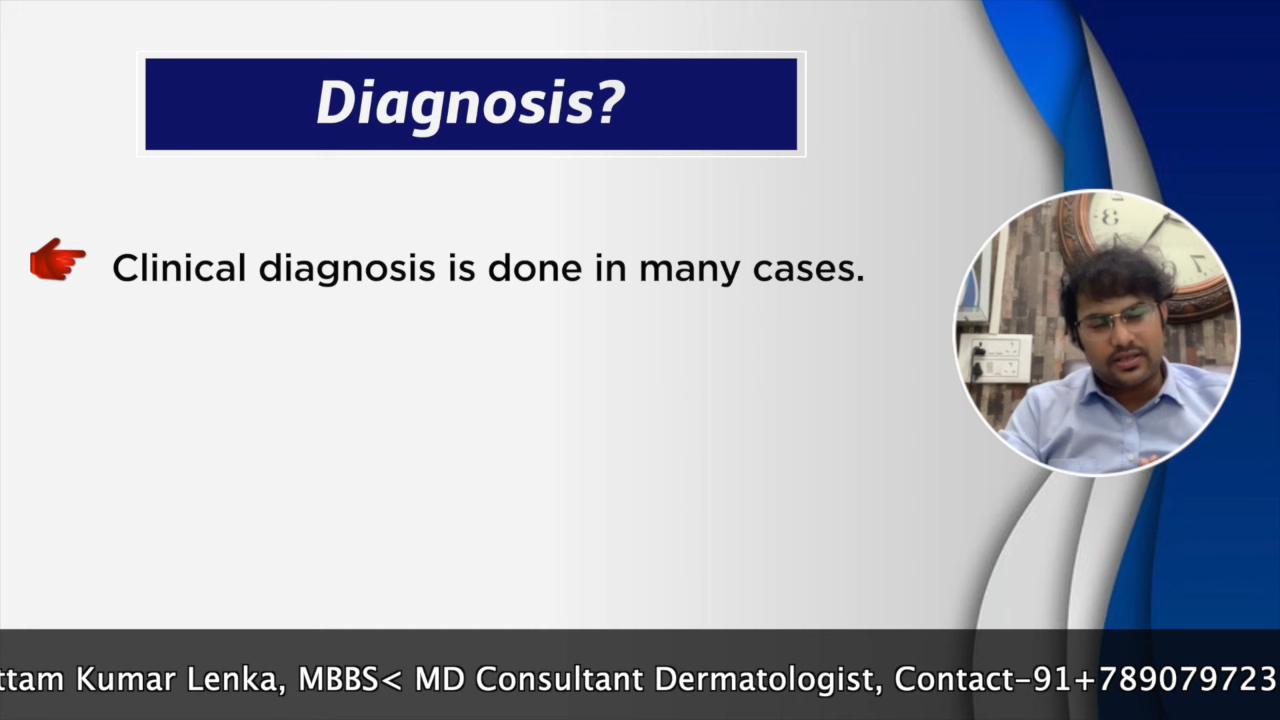 Diagnosis?
Clinical diagnosis is done in many cases.
ttam Kumar Lenka, MBBS< MD Consultant Dermatologist, Contact-91+789079723